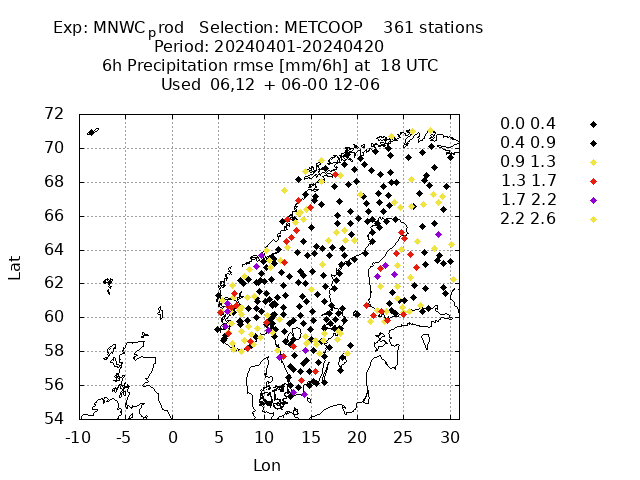 Exp: MNWCprod   Selection: METCOOP    361 stations
Period: 20240401-20240420
6h Precipitation rmse [mm/6h] at  18 UTC
Used  06,12  + 06-00 12-06
72
70
68
66
64
62
60
58
56
54
-10 -5 0 5 10 15 20 25 30
Lat
Lon
0.0 0.4
0.4 0.9
0.9 1.3
1.3 1.7
1.7 2.2
2.2 2.6